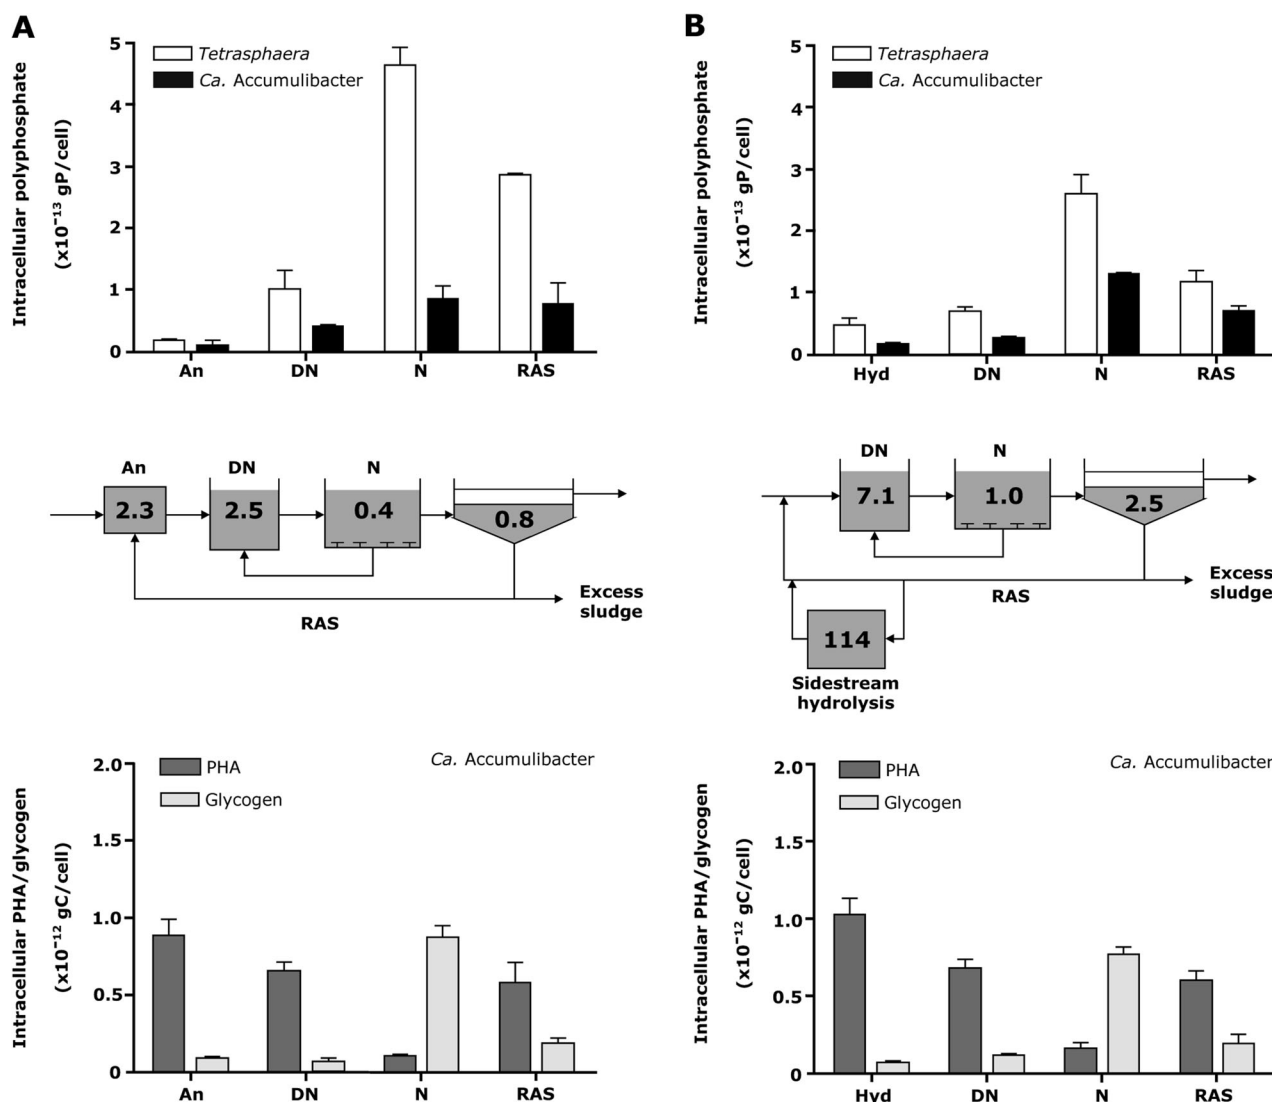 A
Intracellular polyphosphate
(x10⁻¹³ gP/cell)
5
4
3
2
1
0
Tetrasphaera
Ca. Accumulibacter
An
DN
N
RAS
B
Intracellular polyphosphate
(x10⁻¹³ gP/cell)
5
4
3
2
1
0
Tetrasphaera
Ca. Accumulibacter
Hyd
DN
N
RAS
An
DN
N
2.3
2.5
0.4
0.8
RAS
Excess
sludge
DN
N
7.1
1.0
2.5
RAS
Excess
sludge
114
Sidestream
hydrolysis
Intracellular PHA/glycogen
(x10⁻¹² gC/cell)
2.0
1.5
1.0
0.5
0
PHA
Glycogen
Ca. Accumulibacter
An
DN
N
RAS
Intracellular PHA/glycogen
(x10⁻¹² gC/cell)
2.0
1.5
1.0
0.5
0
PHA
Glycogen
Ca. Accumulibacter
Hyd
DN
N
RAS